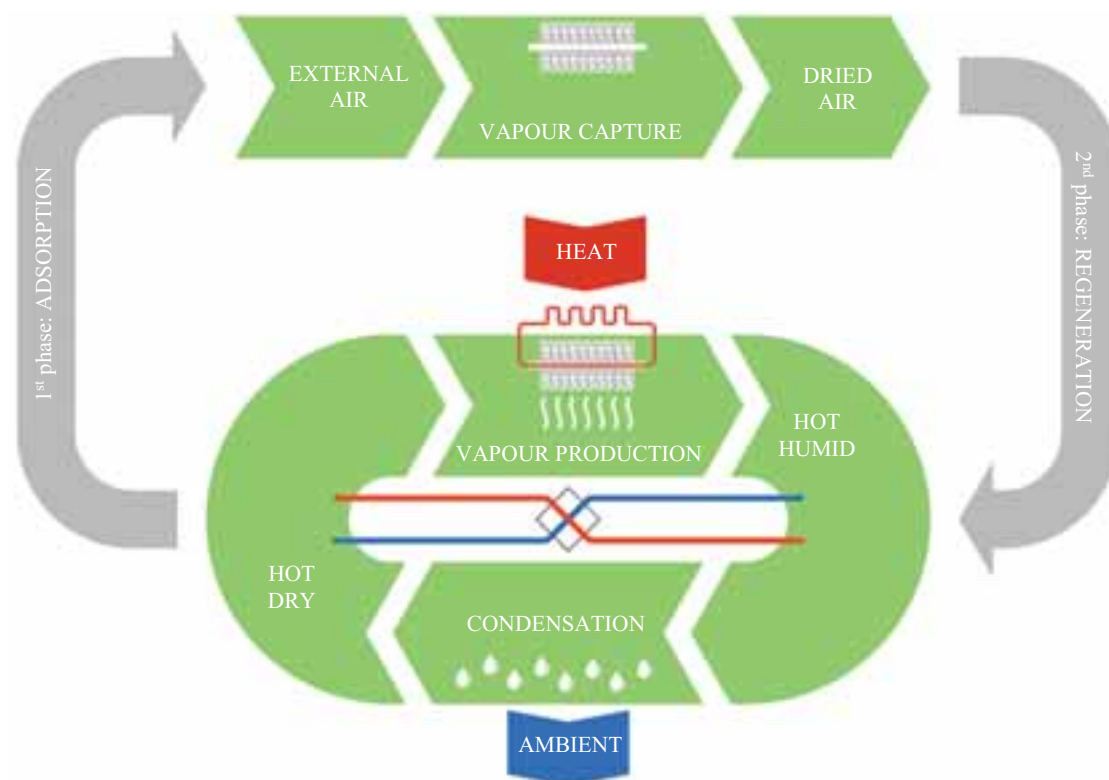 EXTERNAL
AIR
VAPOUR CAPTURE
DRIED
AIR
1st phase: ADSORPTION
2nd phase: REGENERATION
HEAT
VAPOUR PRODUCTION
HOT
HUMID
HOT
DRY
CONDENSATION
AMBIENT